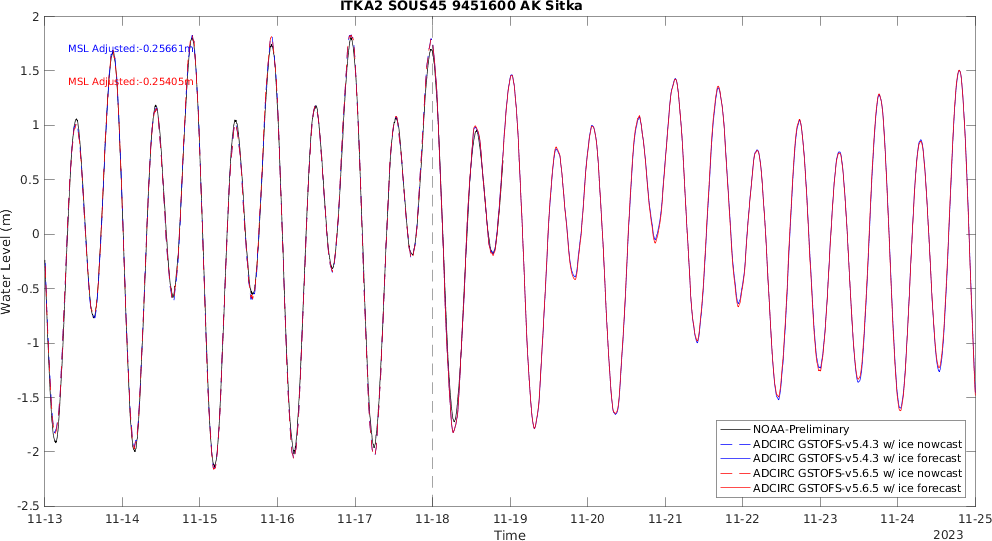 ITKA2 SOUS45 9451600 AK Sitka
MSL Adjusted:-0.25661m
MSL Adjusted:-0.25405m
Water Level (m)
2
1.5
1
0.5
0
-0.5
-1
-1.5
-2
-2.5
NOAA-Preliminary
ADCIRC GSTOFS-v5.4.3 w/ ice nowcast
ADCIRC GSTOFS-v5.4.3 w/ ice forecast
ADCIRC GSTOFS-v5.6.5 w/ ice nowcast
ADCIRC GSTOFS-v5.6.5 w/ ice forecast
11-13 11-14 11-15 11-16 11-17 11-18 11-19 11-20 11-21 11-22 11-23 11-24 11-25
Time
2023